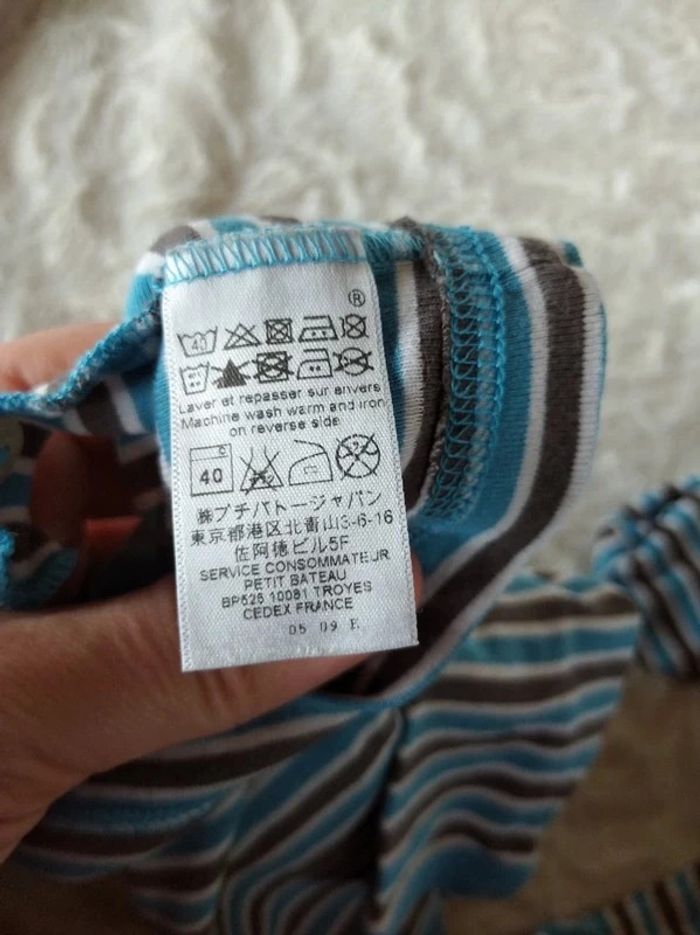 ®
40
Laver et repasser sur envers
Machine wash warm and iron
on reverse side
C
40
㈱プチバトージャパン
東京都港区北青山3-6-16
佐阿徳ビル5F
SERVICE CONSOMMATEUR
PETIT BATEAU
BP525 10081 TROYES
CEDEX FRANCE
05 09 E